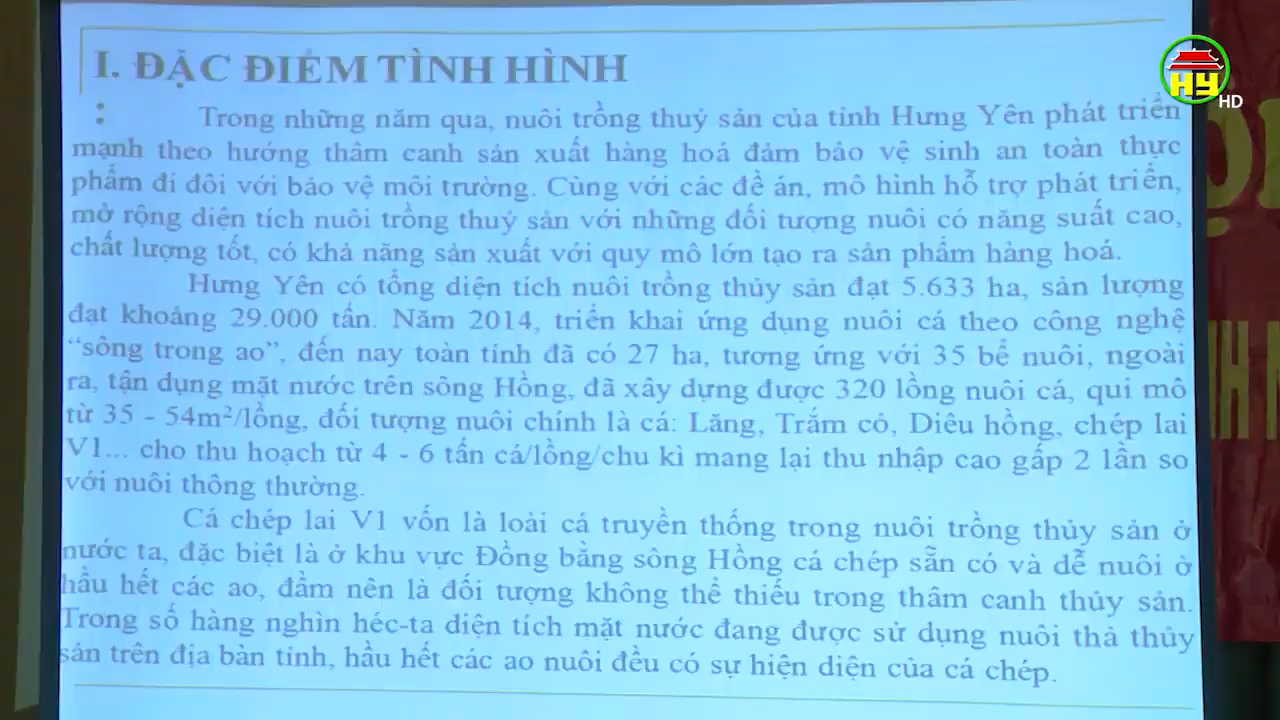 I. ĐẶC ĐIỂM TÌNH HÌNH
:
HY HD
Trong những năm qua, nuôi trồng thuỷ sản của tỉnh Hưng Yên phát triển
mạnh theo hướng thâm canh sản xuất hàng hoá đảm bảo vệ sinh an toàn thực
phẩm đi đôi với bảo vệ môi trường. Cùng với các đề án, mô hình hỗ trợ phát triển,
mở rộng diện tích nuôi trồng thuỷ sản với những đối tượng nuôi có năng suất cao,
chất lượng tốt, có khả năng sản xuất với quy mô lớn tạo ra sản phẩm hàng hoá.
Hưng Yên có tổng diện tích nuôi trồng thủy sản đạt 5.633 ha, sản lượng
đạt khoảng 29.000 tấn. Năm 2014, triển khai ứng dụng nuôi cá theo công nghệ
“sông trong ao”, đến nay toàn tỉnh đã có 27 ha, tương ứng với 35 bể nuôi, ngoài
ra, tận dụng mặt nước trên sông Hồng, đã xây dựng được 320 lồng nuôi cá, qui mô
từ 35 - 54m²/lồng, đối tượng nuôi chính là cá: Lăng, Trắm cỏ, Diêu hồng, chép lai
V1... cho thu hoạch từ 4 - 6 tấn cá/lồng/chu kì mang lại thu nhập cao gấp 2 lần so
với nuôi thông thường.
Cá chép lai V1 vốn là loài cá truyền thống trong nuôi trồng thủy sản ở
nước ta, đặc biệt là ở khu vực Đồng bằng sông Hồng cá chép sẵn có và dễ nuôi ở
hầu hết các ao, đầm nên là đối tượng không thể thiếu trong thâm canh thủy sản.
Trong số hàng nghìn héc-ta diện tích mặt nước đang được sử dụng nuôi thả thủy
sản trên địa bàn tỉnh, hầu hết các ao nuôi đều có sự hiện diện của cá chép.